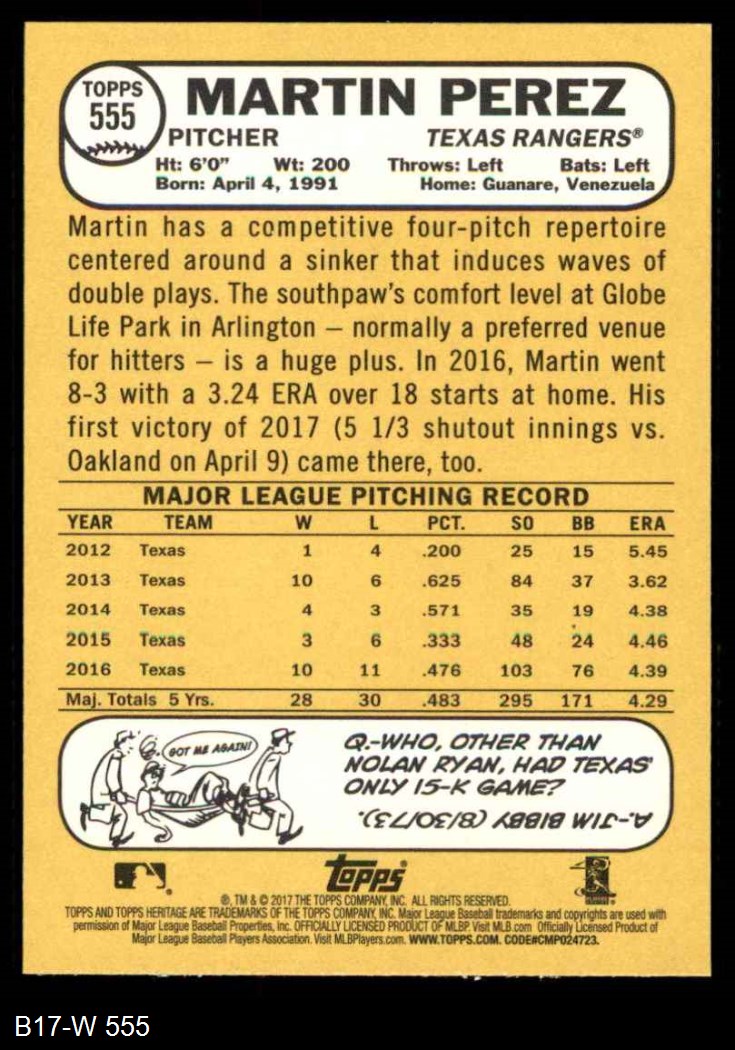 TOPPS
555
MARTIN PEREZ
PITCHER TEXAS RANGERS®
Ht: 6'0" Wt: 200 Throws: Left Bats: Left
Born: April 4, 1991 Home: Guanare, Venezuela
Martin has a competitive four-pitch repertoire
centered around a sinker that induces waves of
double plays. The southpaw's comfort level at Globe
Life Park in Arlington – normally a preferred venue
for hitters – is a huge plus. In 2016, Martin went
8-3 with a 3.24 ERA over 18 starts at home. His
first victory of 2017 (5 1/3 shutout innings vs.
Oakland on April 9) came there, too.
MAJOR LEAGUE PITCHING RECORD
YEAR TEAM W L PCT. SO BB ERA
2012 Texas 1 4 .200 25 15 5.45
2013 Texas 10 6 .625 84 37 3.62
2014 Texas 4 3 .571 35 19 4.38
2015 Texas 3 6 .333 48 24 4.46
2016 Texas 10 11 .476 103 76 4.39
Maj. Totals 5 Yrs. 28 30 .483 295 171 4.29
GOT ME AGAIN!
Q.-WHO, OTHER THAN
NOLAN RYAN, HAD TEXAS'
ONLY 15-K GAME?
A.-JIM BIBBY (8/30/73).
topps®
®, TM & © 2017 THE TOPPS COMPANY, INC. ALL RIGHTS RESERVED.
TOPPS AND TOPPS HERITAGE ARE TRADEMARKS OF THE TOPPS COMPANY, INC. Major League Baseball trademarks and copyrights are used with
permission of Major League Baseball Properties, Inc. OFFICIALLY LICENSED PRODUCT OF MLBP. Visit MLB.com Officially Licensed Product of
Major League Baseball Players Association. Visit MLBPlayers.com. WWW.TOPPS.COM. CODE#CMP024723.
B17-W 555